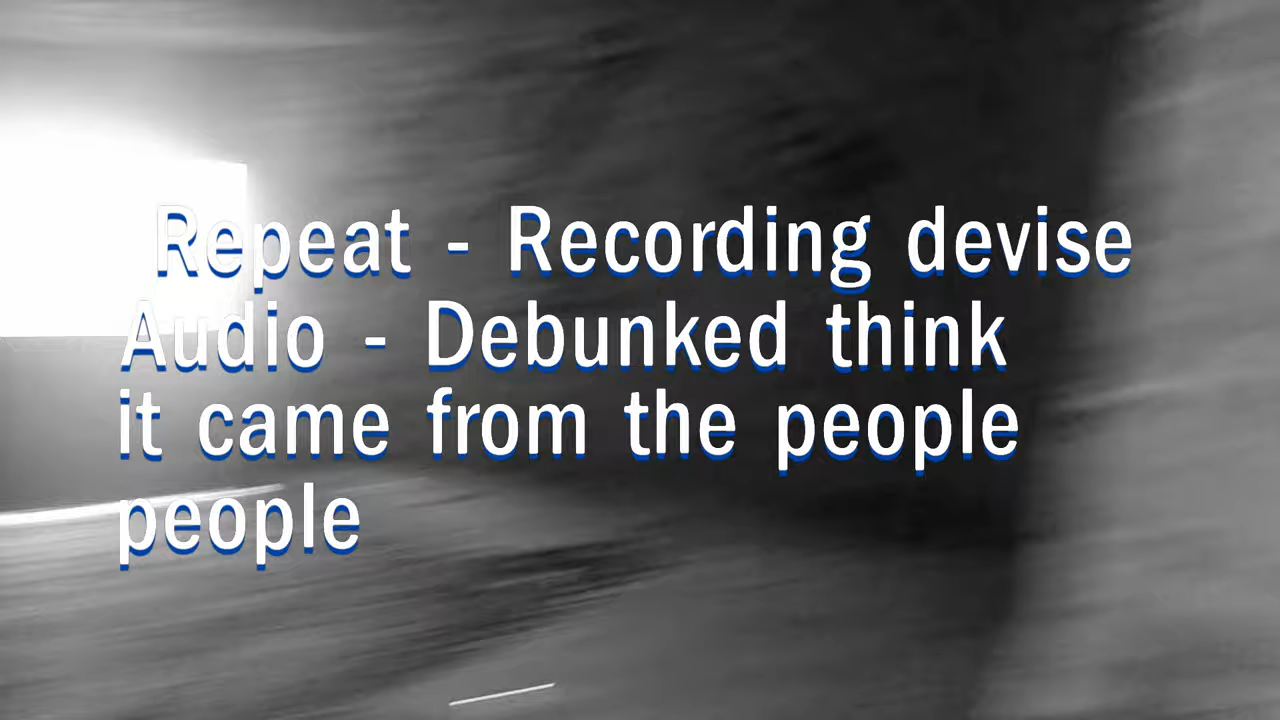 Repeat - Recording devise
Audio - Debunked think
it came from the people
people